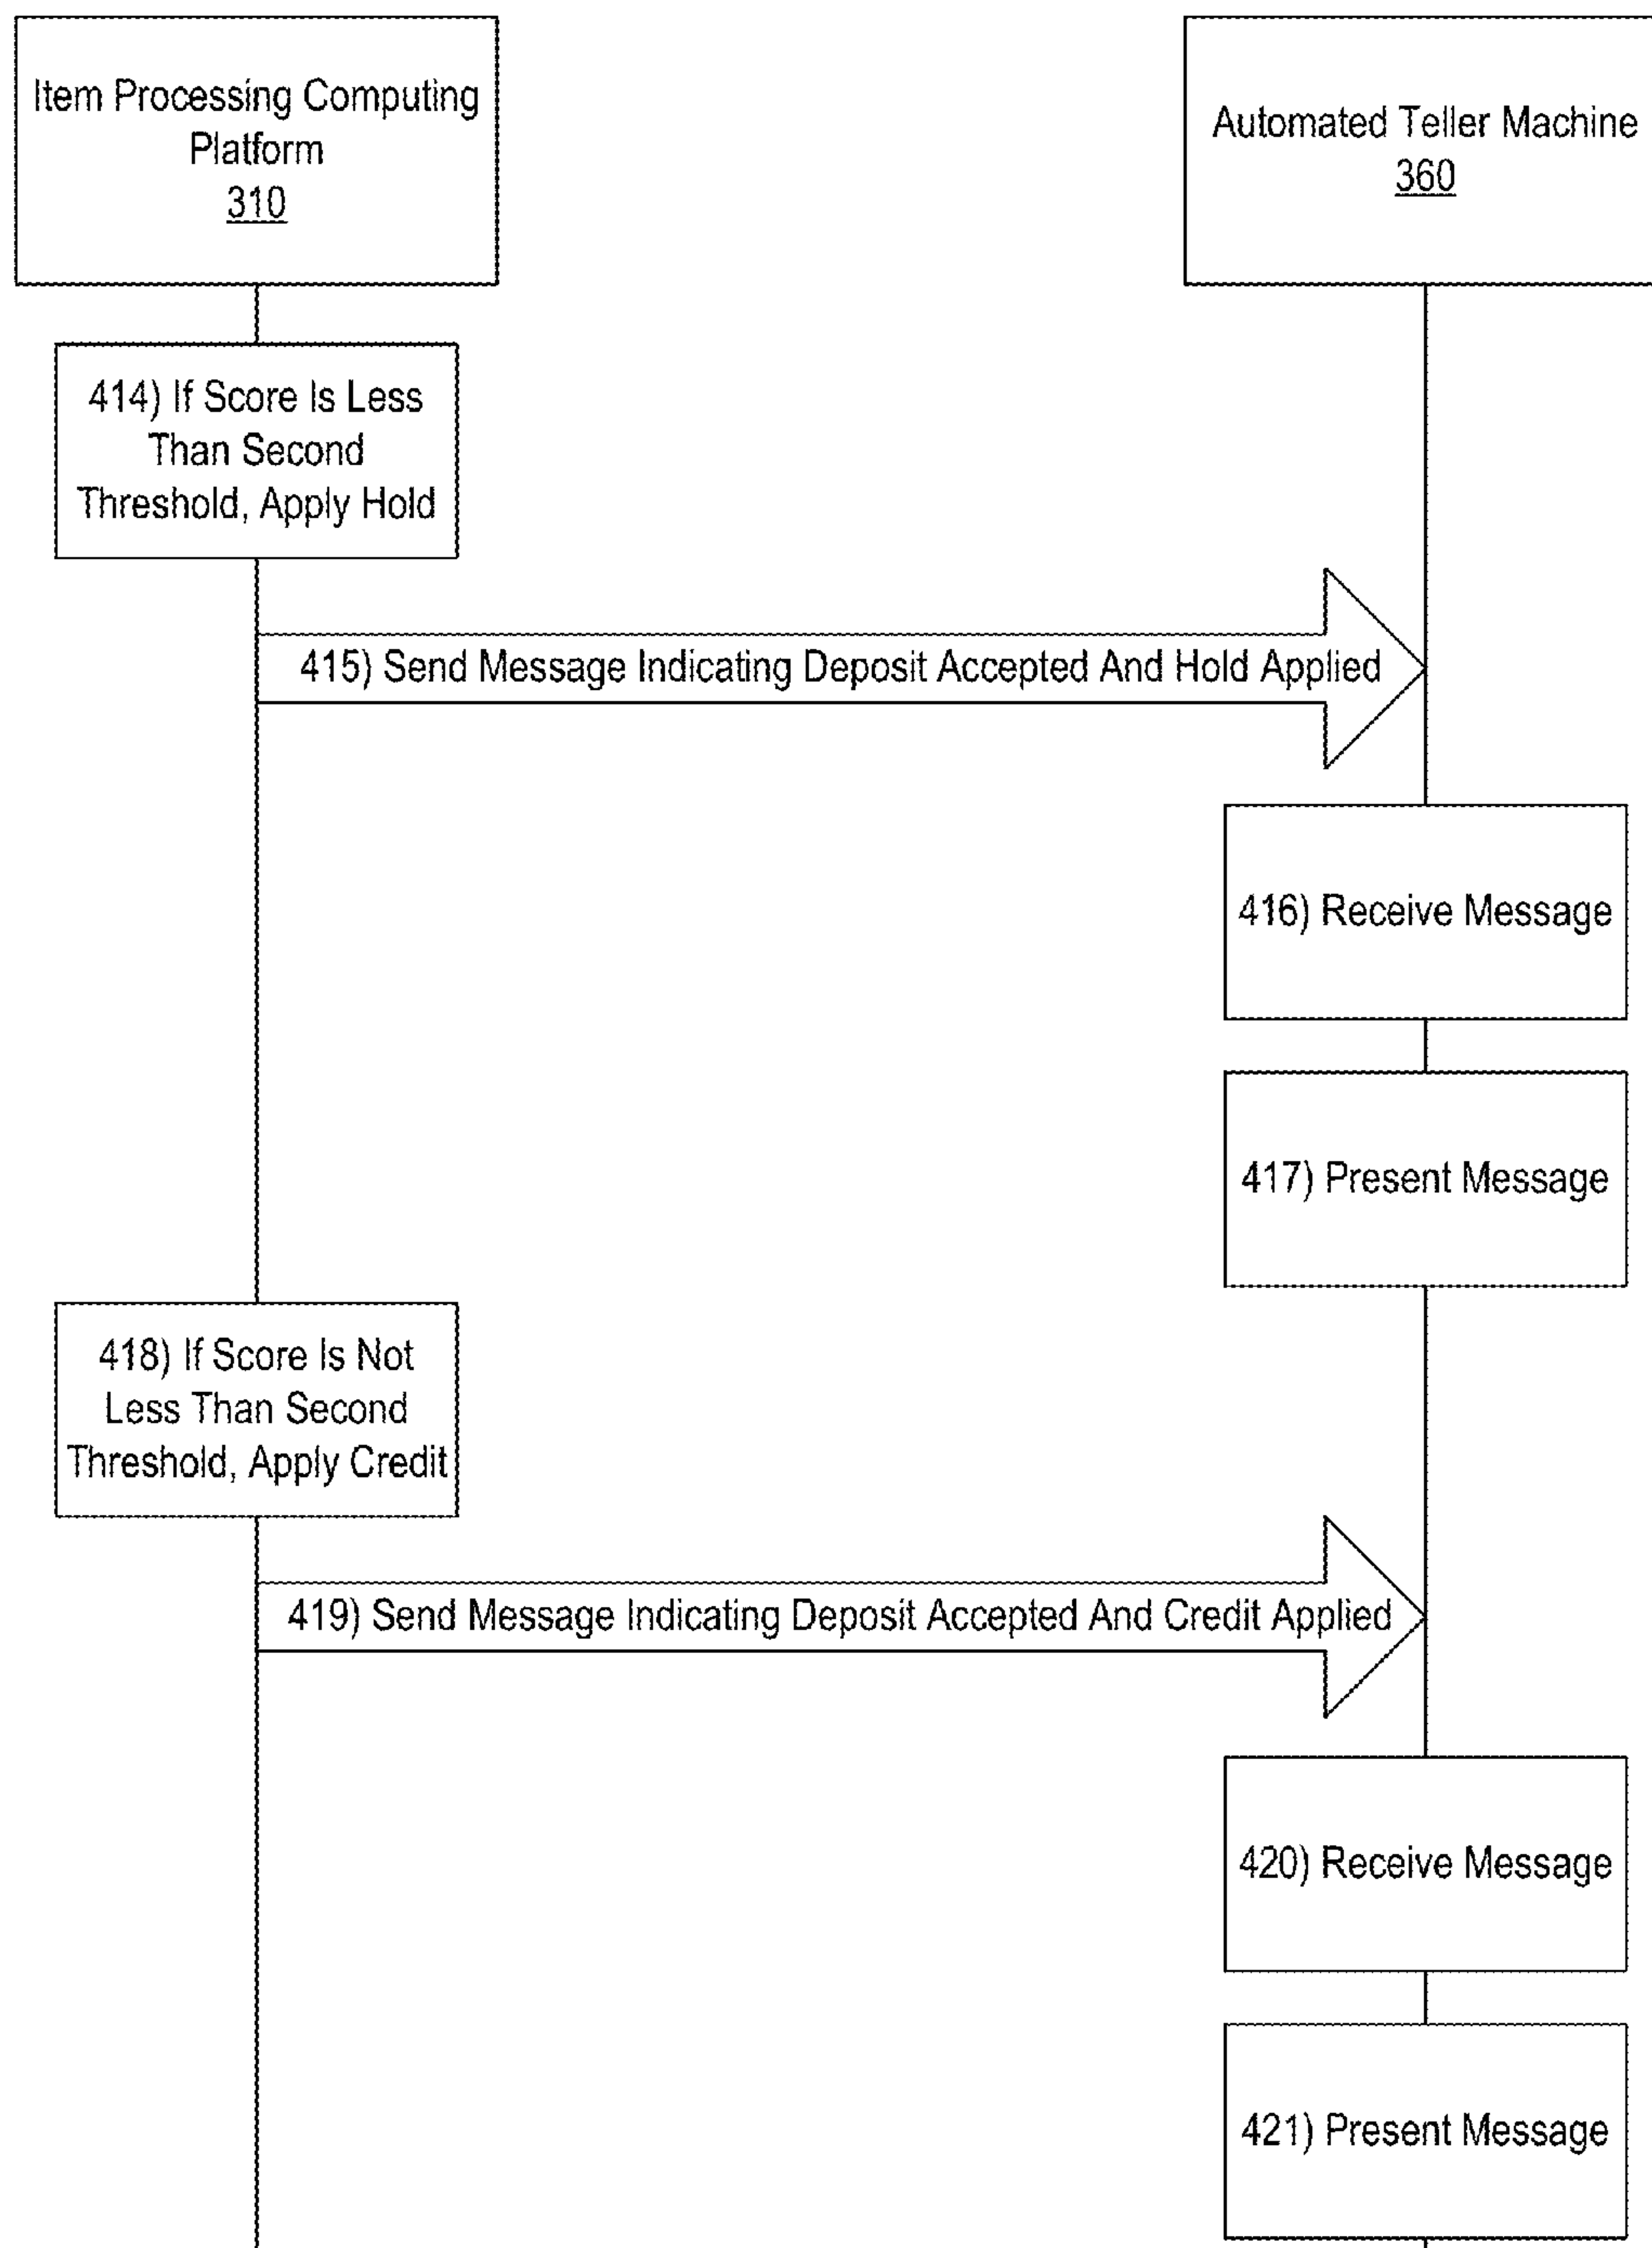 Item Processing Computing
Platform
310
Automated Teller Machine
360
414) If Score Is Less
Than Second
Threshold, Apply Hold
415) Send Message Indicating Deposit Accepted And Hold Applied
416) Receive Message
417) Present Message
418) If Score Is Not
Less Than Second
Threshold, Apply Credit
419) Send Message Indicating Deposit Accepted And Credit Applied
420) Receive Message
421) Present Message